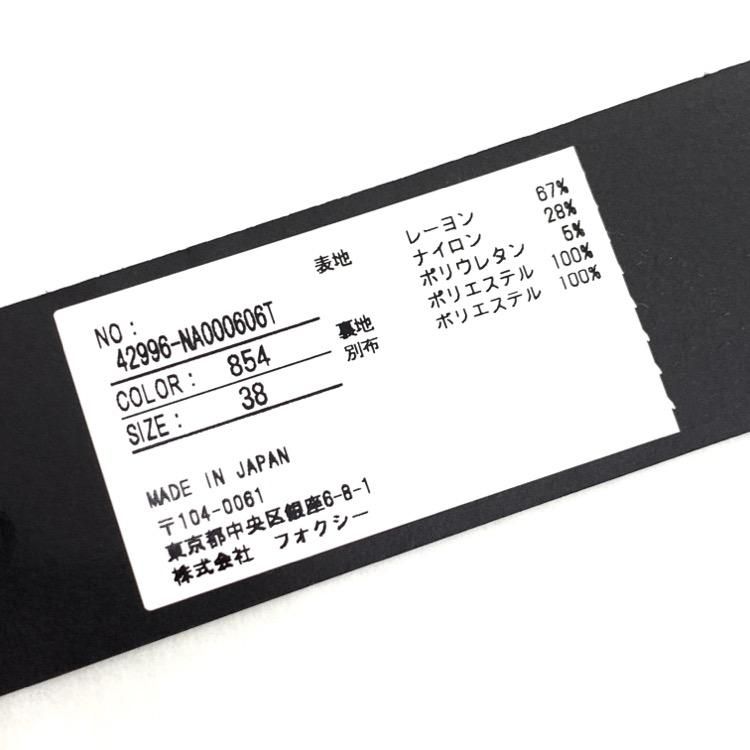 NO:
42996-NA000606T
COLOR: 854
SIZE: 38
表地 レーヨン 67%
ナイロン 28%
ポリウレタン 5%
裏地 ポリエステル 100%
別布 ポリエステル 100%
MADE IN JAPAN
〒104-0061
東京都中央区銀座6-8-1
株式会社 フォクシー